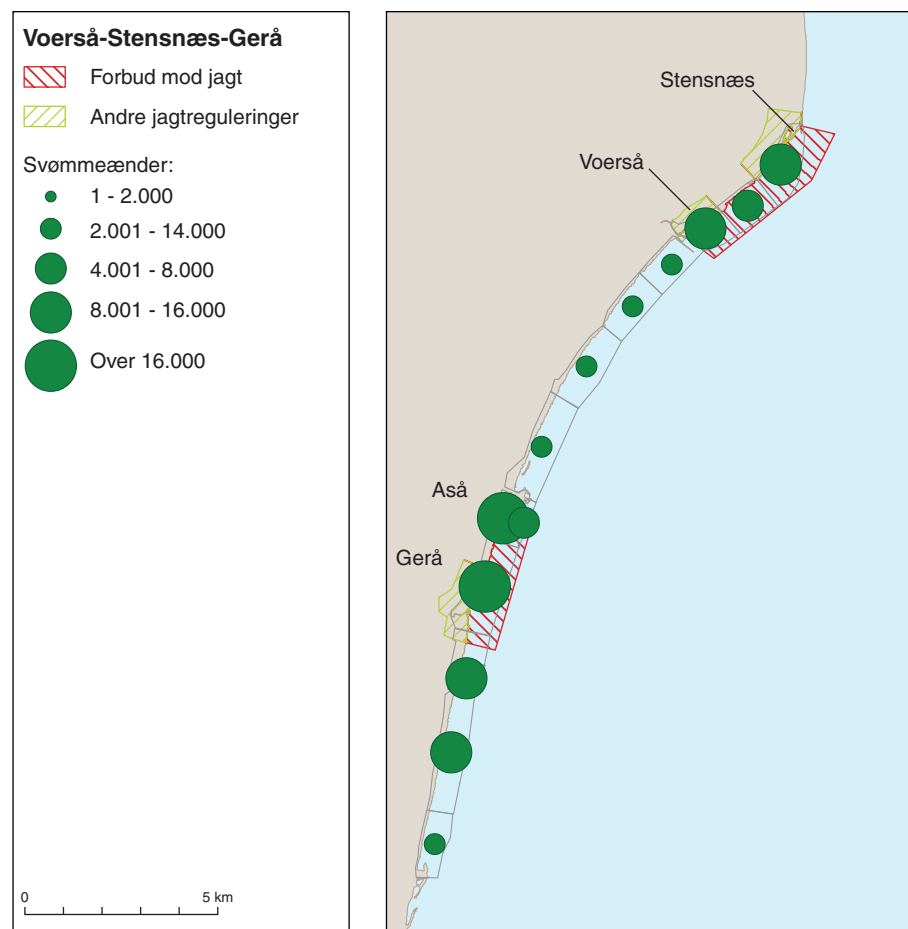 Voerså-Stensnæs-Gerå
Forbud mod jagt
Andre jagtreguleringer
Svømmeænder:
1 - 2.000
2.001 - 14.000
4.001 - 8.000
8.001 - 16.000
Over 16.000
0 5 km
Stensnæs
Voerså
Aså
Gerå